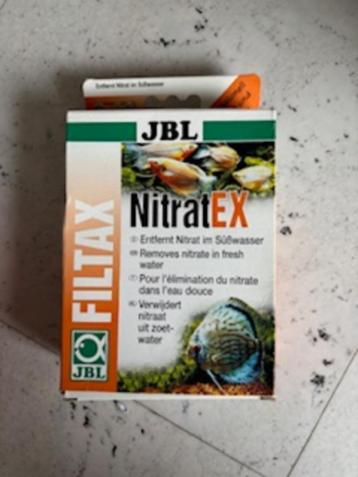 Entfernt Nitrat im Süßwasser
JBL
FILTAX
NitratEX
Entfernt Nitrat im Süßwasser
Removes nitrate in fresh
water
Pour l'élimination du nitrate
dans l'eau douce
Verwijdert
nitraat
uit zoet-
water
JBL